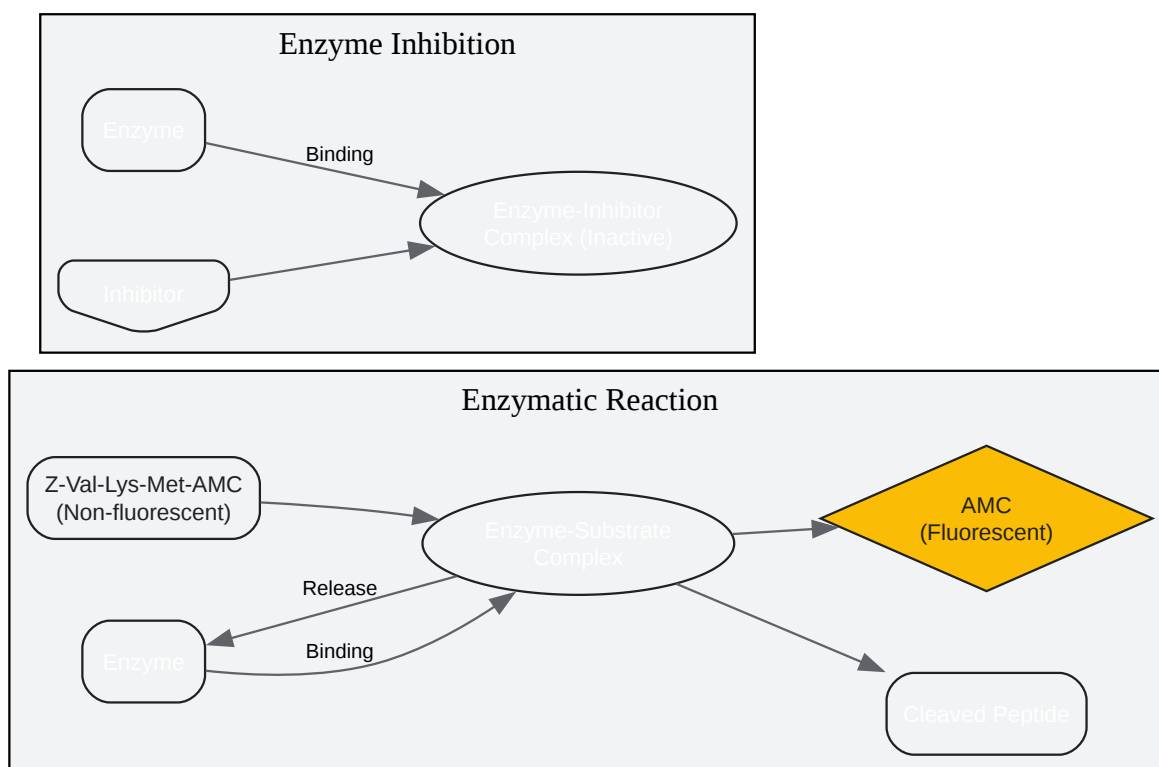 Enzyme Inhibition
Enzyme
Binding
Enzyme-Inhibitor
Complex (Inactive)
Inhibitor
Enzymatic Reaction
Z-Val-Lys-Met-AMC
(Non-fluorescent)
AMC
(Fluorescent)
Enzyme-Substrate
Complex
Release
Enzyme
Binding
Cleaved Peptide